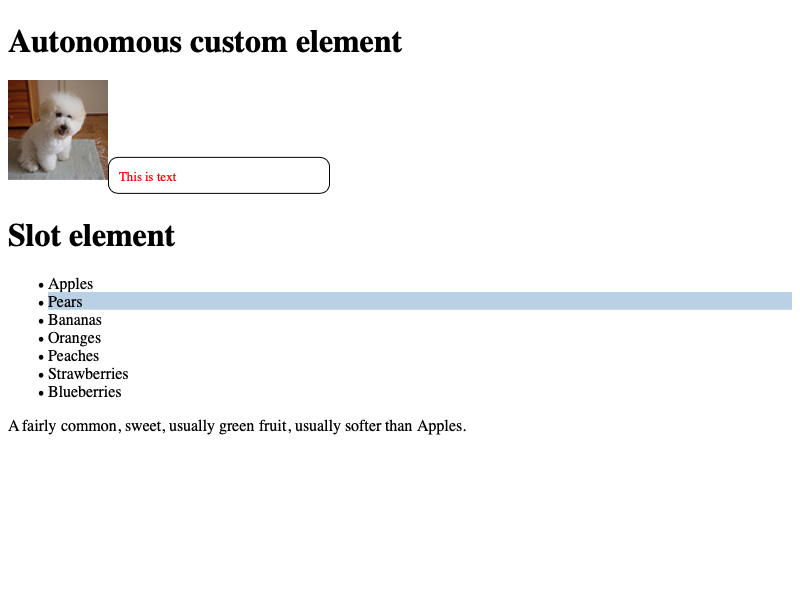 Autonomous custom element
This is text
Slot element
• Apples
• Pears
• Bananas
• Oranges
• Peaches
• Strawberries
• Blueberries
A fairly common, sweet, usually green fruit, usually softer than Apples.